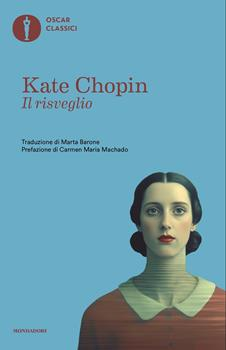 OSCAR
CLASSICI
Kate Chopin
Il risveglio
Traduzione di Marta Barone
Prefazione di Carmen Maria Machado
MONDADORI